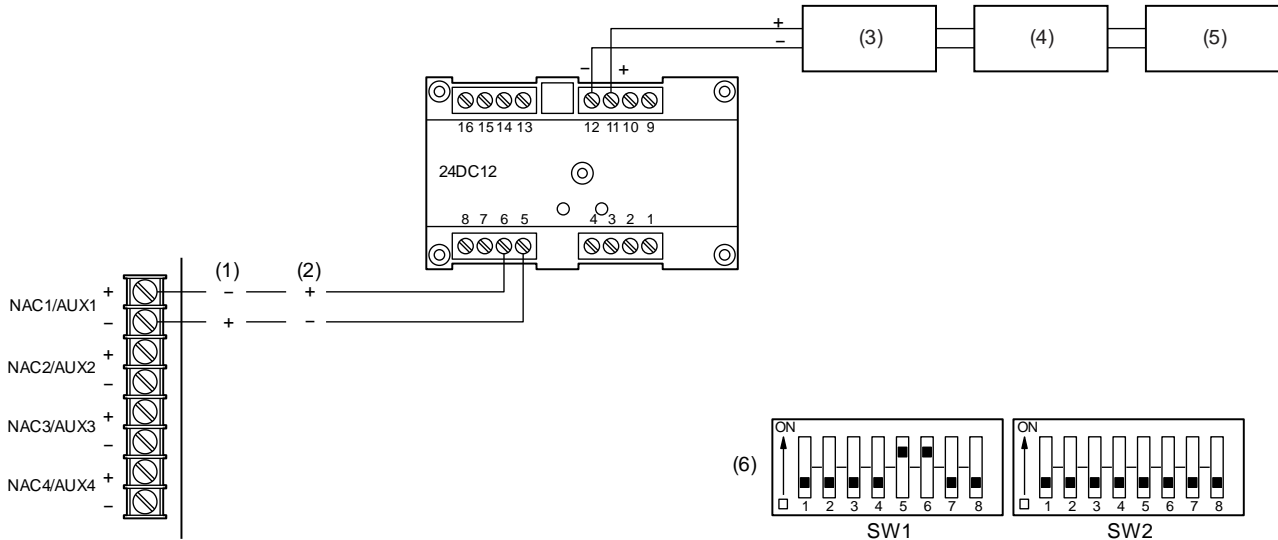 +
−
(3)
(4)
(5)
− +
16 15 14 13
12 11 10 9
24DC12
8 7 6 5
4 3 2 1
(1)
(2)
NAC1/AUX1
+
− +
−
+ −
NAC2/AUX2
+
−
NAC3/AUX3
+
−
NAC4/AUX4
+
−
(6)
ON
1 2 3 4 5 6 7 8
SW1
ON
1 2 3 4 5 6 7 8
SW2